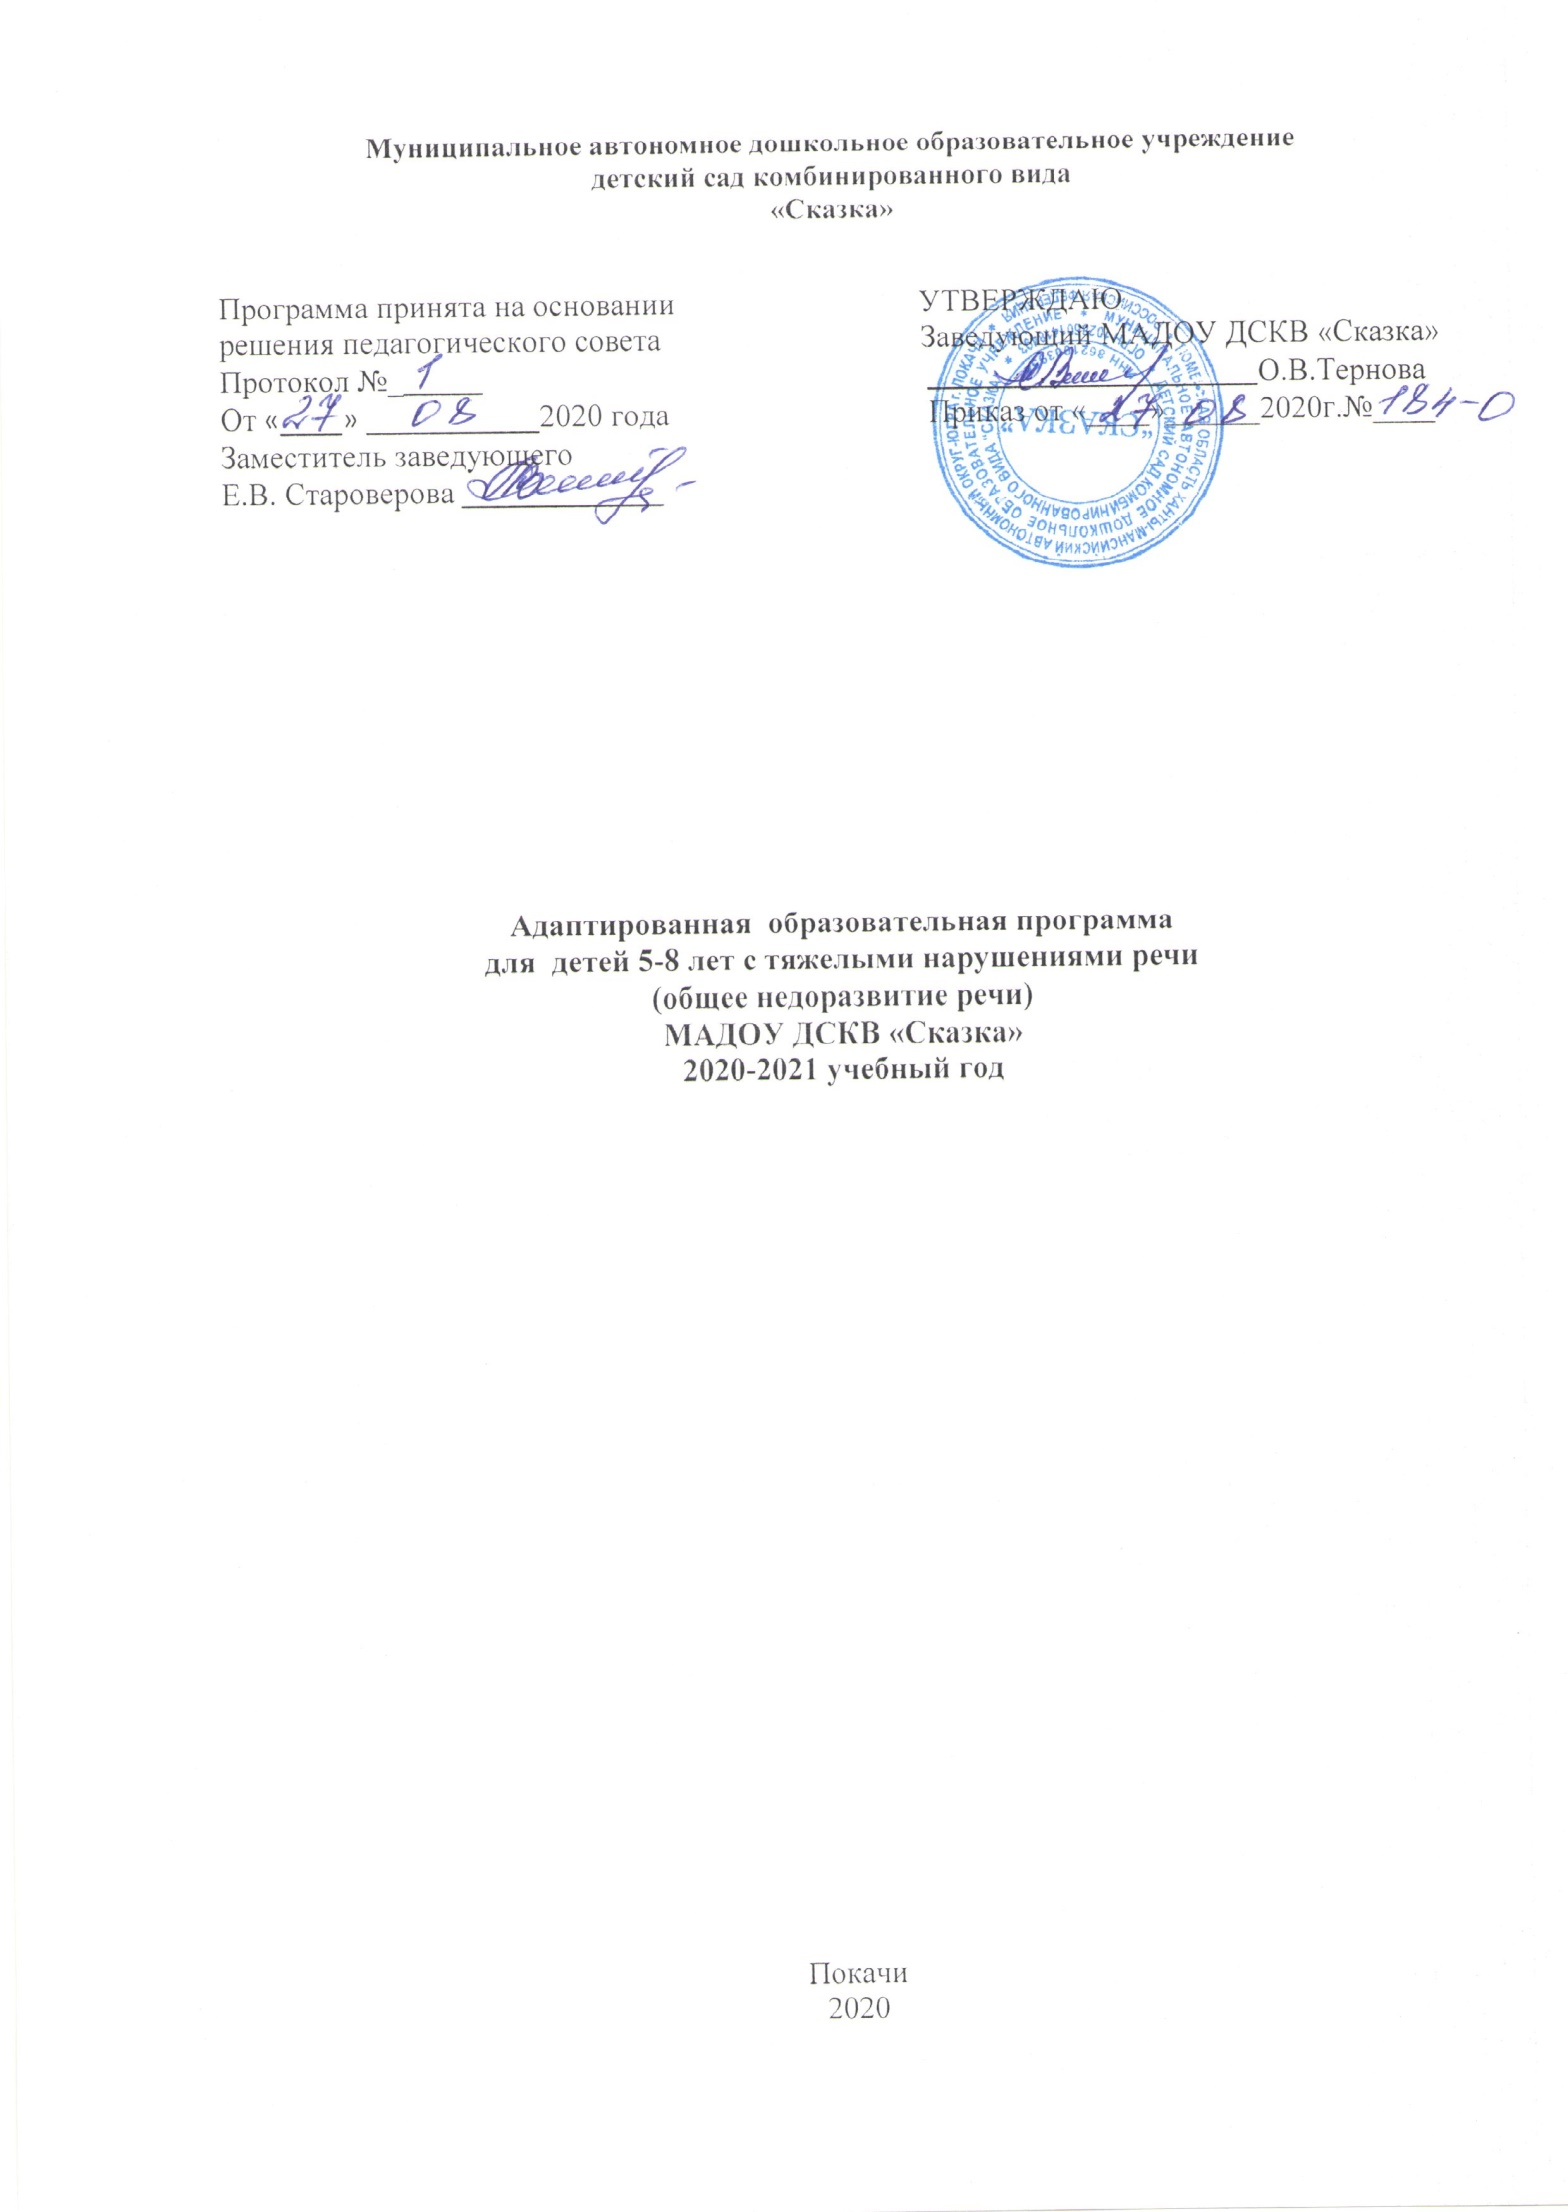 Муниципальное автономное дошкольное образовательное учреждение
детский сад комбинированного вида
«Сказка»
Программа принята на основании
решения педагогического совета
Протокол № 1
От «27» 08 2020 года
Заместитель заведующего
Е.В. Староверова
УТВЕРЖДАЮ
Заведующий МАДОУ ДСКВ «Сказка»
О.В.Тернова
Приказ от «27» 08 2020г.№184-О
"СКАЗКА"
Адаптированная образовательная программа
для детей 5-8 лет с тяжелыми нарушениями речи
(общее недоразвитие речи)
МАДОУ ДСКВ «Сказка»
2020-2021 учебный год
Покачи
2020